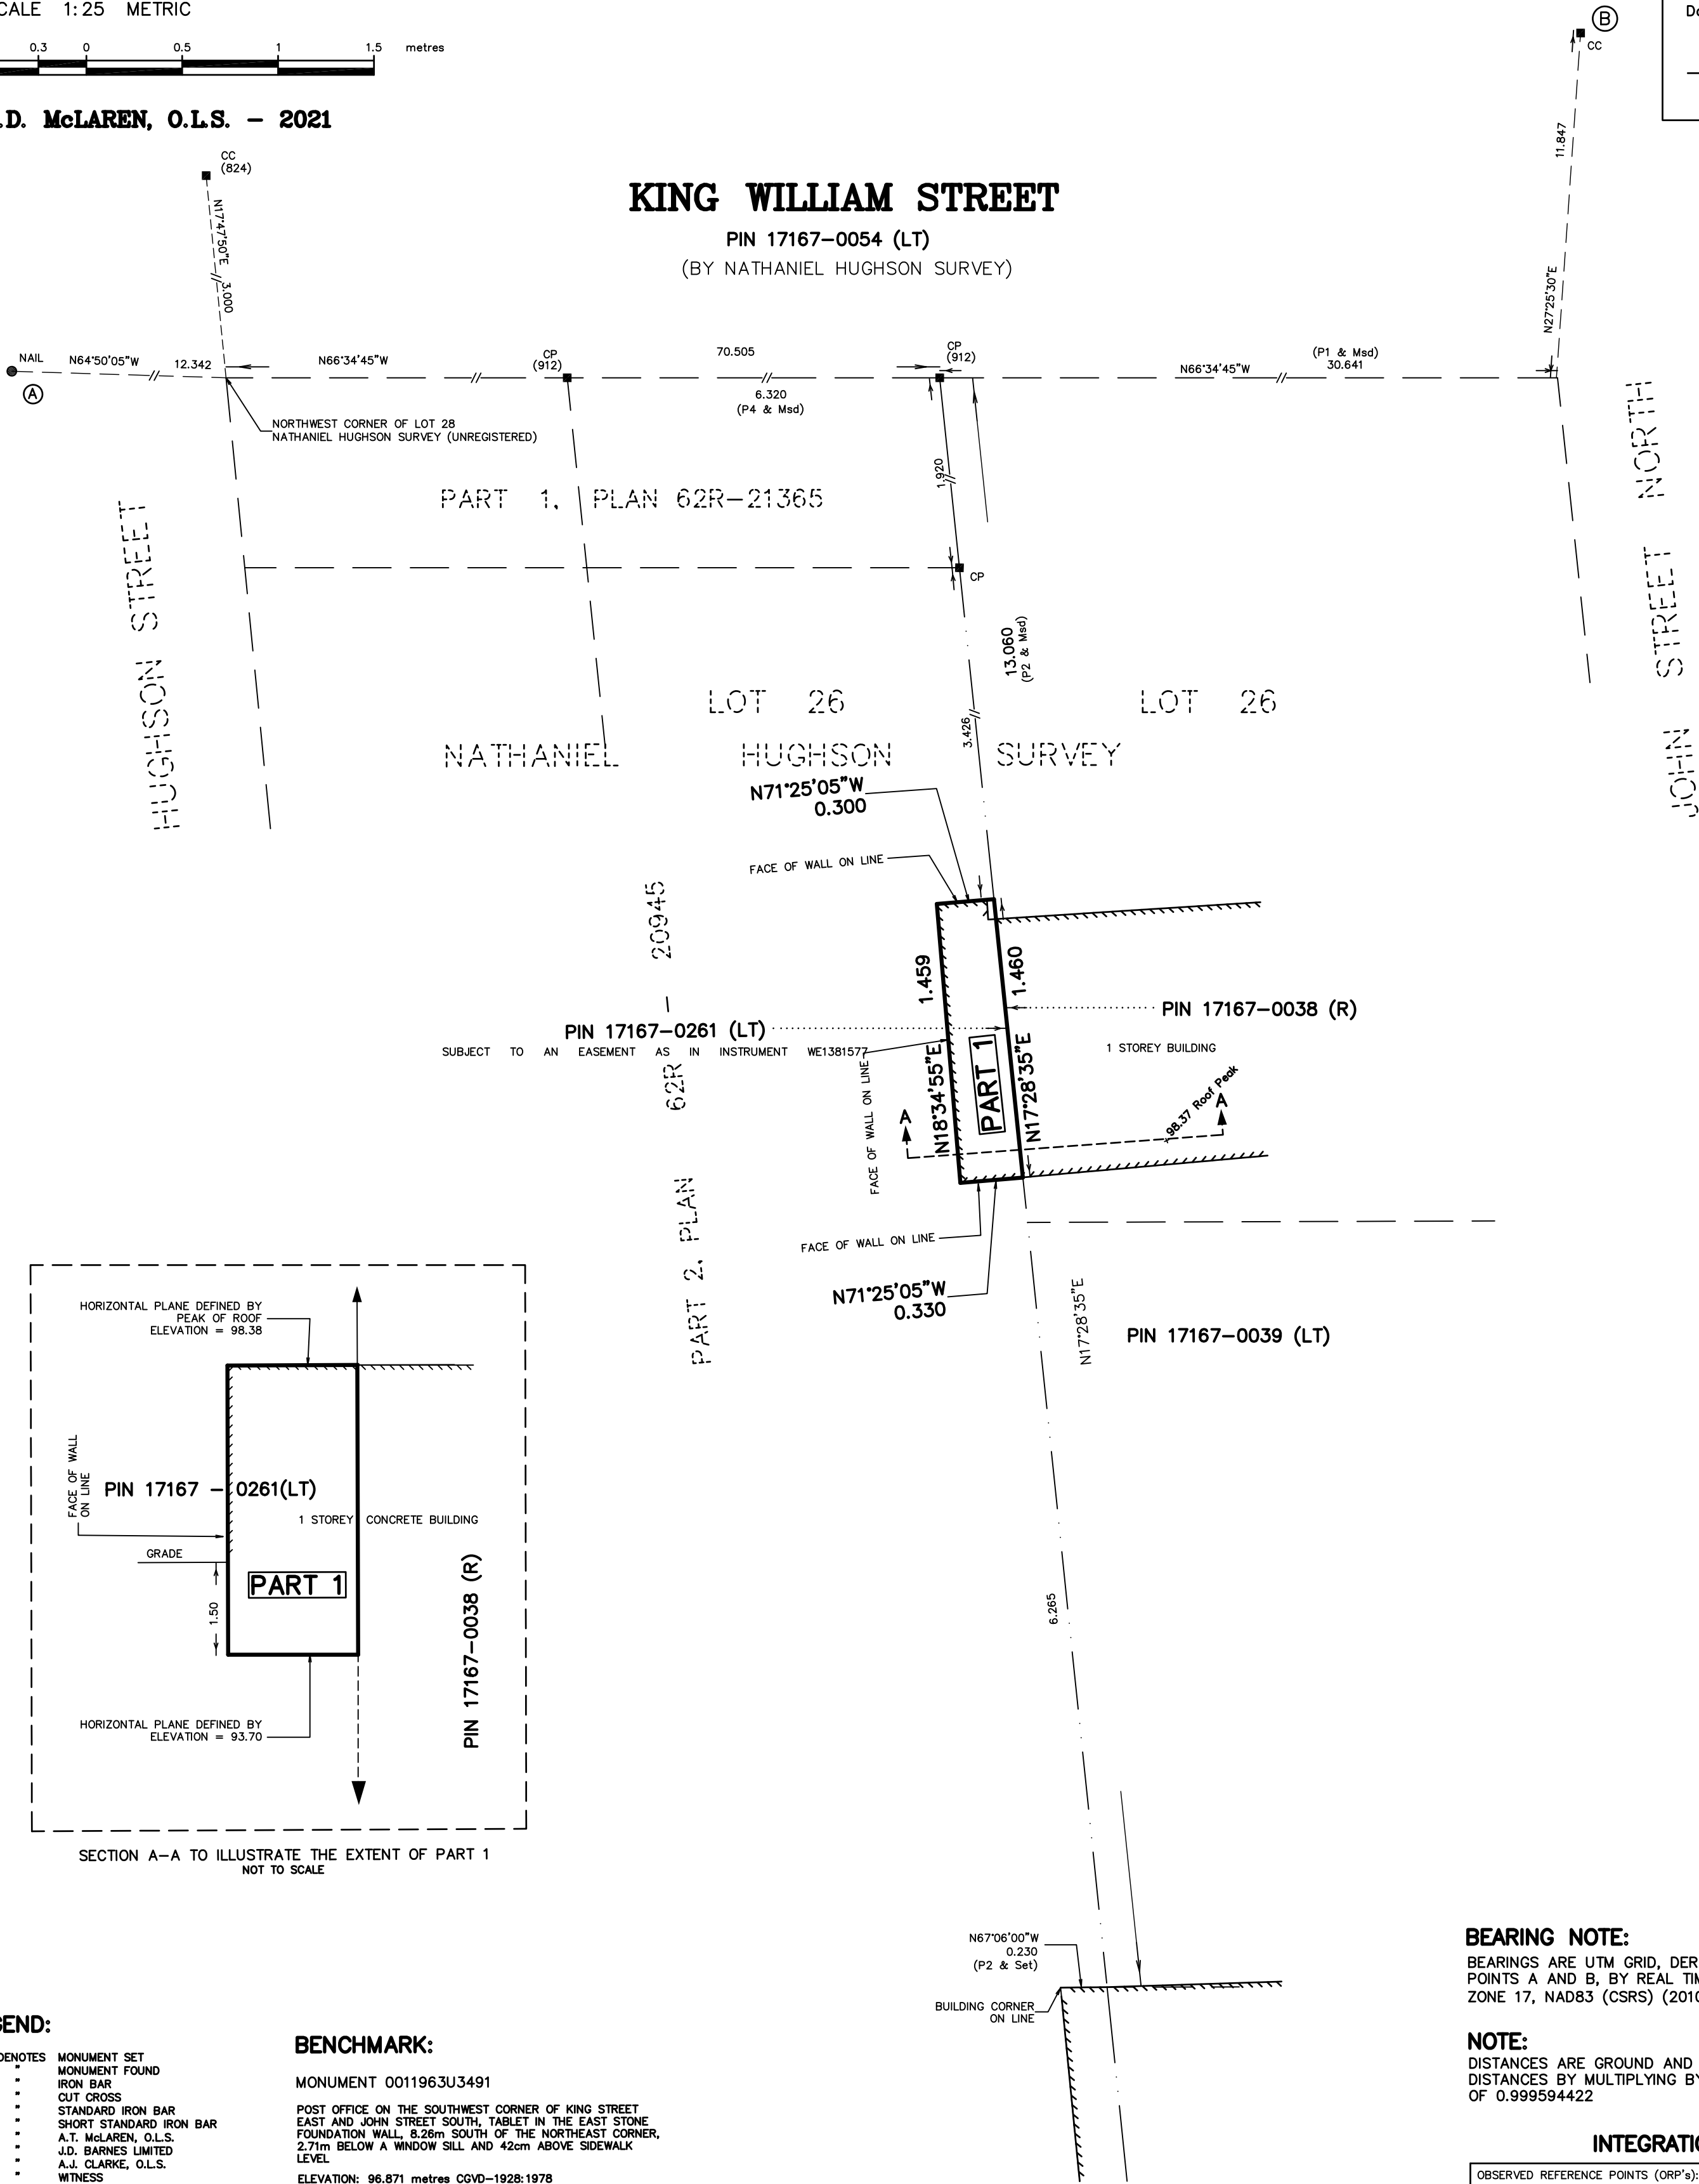 CALE 1:25 METRIC
0.3 0 0.5 1 1.5 metres
.D. McLAREN, O.L.S. - 2021
B
CC
11.847
N27°25'30"E
CC
(824)
N17°47'50"E 3.000
KING WILLIAM STREET
PIN 17167-0054 (LT)
(BY NATHANIEL HUGHSON SURVEY)
NAIL
A
N64°50'05"W 12.342
N66°34'45"W
CP
(912)
70.505
6.320
(P4 & Msd)
CP
(912)
N66°34'45"W
(P1 & Msd)
30.641
NORTHWEST CORNER OF LOT 28
NATHANIEL HUGHSON SURVEY (UNREGISTERED)
PART 1, PLAN 62R-21365
1.920
CP
HUGHSON STREET
JOHN STREET NORTH
13.060
(P2 & Msd)
3.426
LOT 26 LOT 26
NATHANIEL HUGHSON SURVEY
N71°25'05"W
0.300
FACE OF WALL ON LINE
PART 2, PLAN 62R - 20945
1.459
1.460
PIN 17167-0038 (R)
PIN 17167-0261 (LT)
SUBJECT TO AN EASEMENT AS IN INSTRUMENT WE1381577
1 STOREY BUILDING
FACE OF WALL ON LINE
N18°34'55"E
PART 1
N17°28'35"E
98.37 Roof Peak
A A
FACE OF WALL ON LINE
N71°25'05"W
0.330
N17°28'35"E
PIN 17167-0039 (LT)
6.265
HORIZONTAL PLANE DEFINED BY
PEAK OF ROOF
ELEVATION = 98.38
FACE OF WALL
ON LINE
PIN 17167 - 0261(LT)
1 STOREY CONCRETE BUILDING
GRADE
PART 1
1.50
PIN 17167-0038 (R)
HORIZONTAL PLANE DEFINED BY
ELEVATION = 93.70
SECTION A-A TO ILLUSTRATE THE EXTENT OF PART 1
NOT TO SCALE
N67°06'00"W
0.230
(P2 & Set)
BUILDING CORNER
ON LINE
GEND:
DENOTES MONUMENT SET
" MONUMENT FOUND
" IRON BAR
" CUT CROSS
" STANDARD IRON BAR
" SHORT STANDARD IRON BAR
" A.T. McLAREN, O.L.S.
" J.D. BARNES LIMITED
" A.J. CLARKE, O.L.S.
" WITNESS
BENCHMARK:
MONUMENT 0011963U3491
POST OFFICE ON THE SOUTHWEST CORNER OF KING STREET
EAST AND JOHN STREET SOUTH, TABLET IN THE EAST STONE
FOUNDATION WALL, 8.26m SOUTH OF THE NORTHEAST CORNER,
2.71m BELOW A WINDOW SILL AND 42cm ABOVE SIDEWALK
LEVEL
ELEVATION: 96.871 metres CGVD-1928:1978
BEARING NOTE:
BEARINGS ARE UTM GRID, DER
POINTS A AND B, BY REAL TIM
ZONE 17, NAD83 (CSRS) (2010
NOTE:
DISTANCES ARE GROUND AND
DISTANCES BY MULTIPLYING BY
OF 0.999594422
INTEGRATIO
OBSERVED REFERENCE POINTS (ORP's):